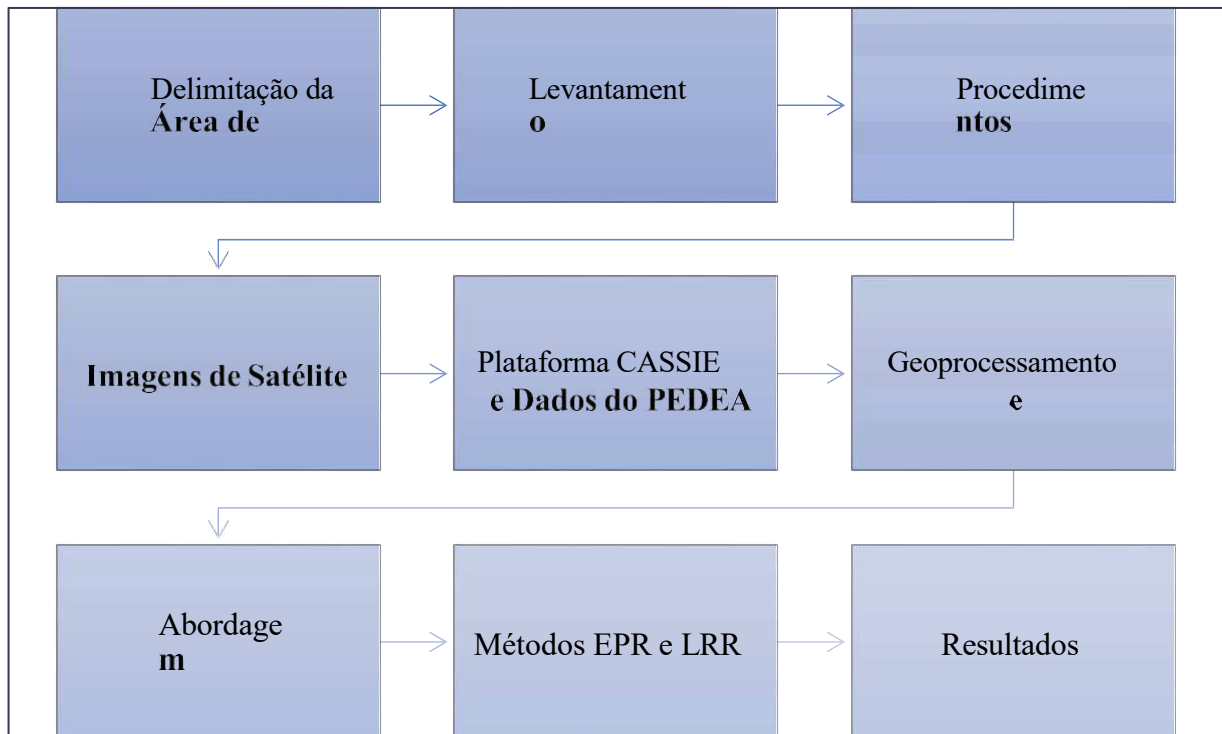 Delimitação da
Área de
Levantament
o
Procedime
ntos
Imagens de Satélite
Plataforma CASSIE
e Dados do PEDEA
Geoprocessamento
e
Abordage
m
Métodos EPR e LRR
Resultados